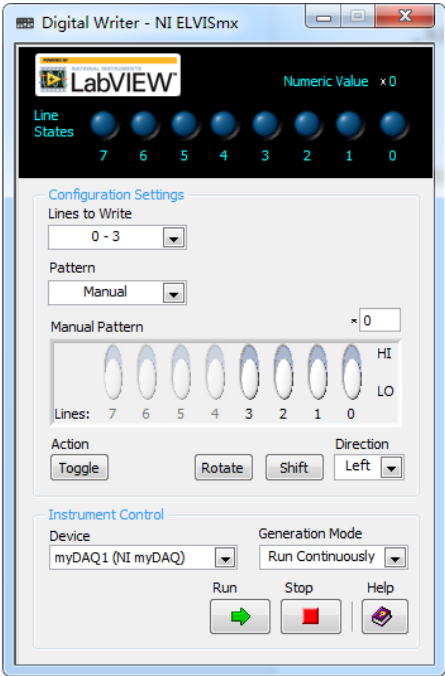 Digital Writer - NI ELVISmx
POWERED BY
NATIONAL INSTRUMENTS
LabVIEW™
Numeric Value × 0
Line
States
7 6 5 4 3 2 1 0
Configuration Settings
Lines to Write
0 - 3
Pattern
Manual
Manual Pattern × 0
HI
LO
Lines: 7 6 5 4 3 2 1 0
Action Direction
Toggle Rotate Shift Left
Instrument Control
Device Generation Mode
myDAQ1 (NI myDAQ) Run Continuously
Run Stop Help